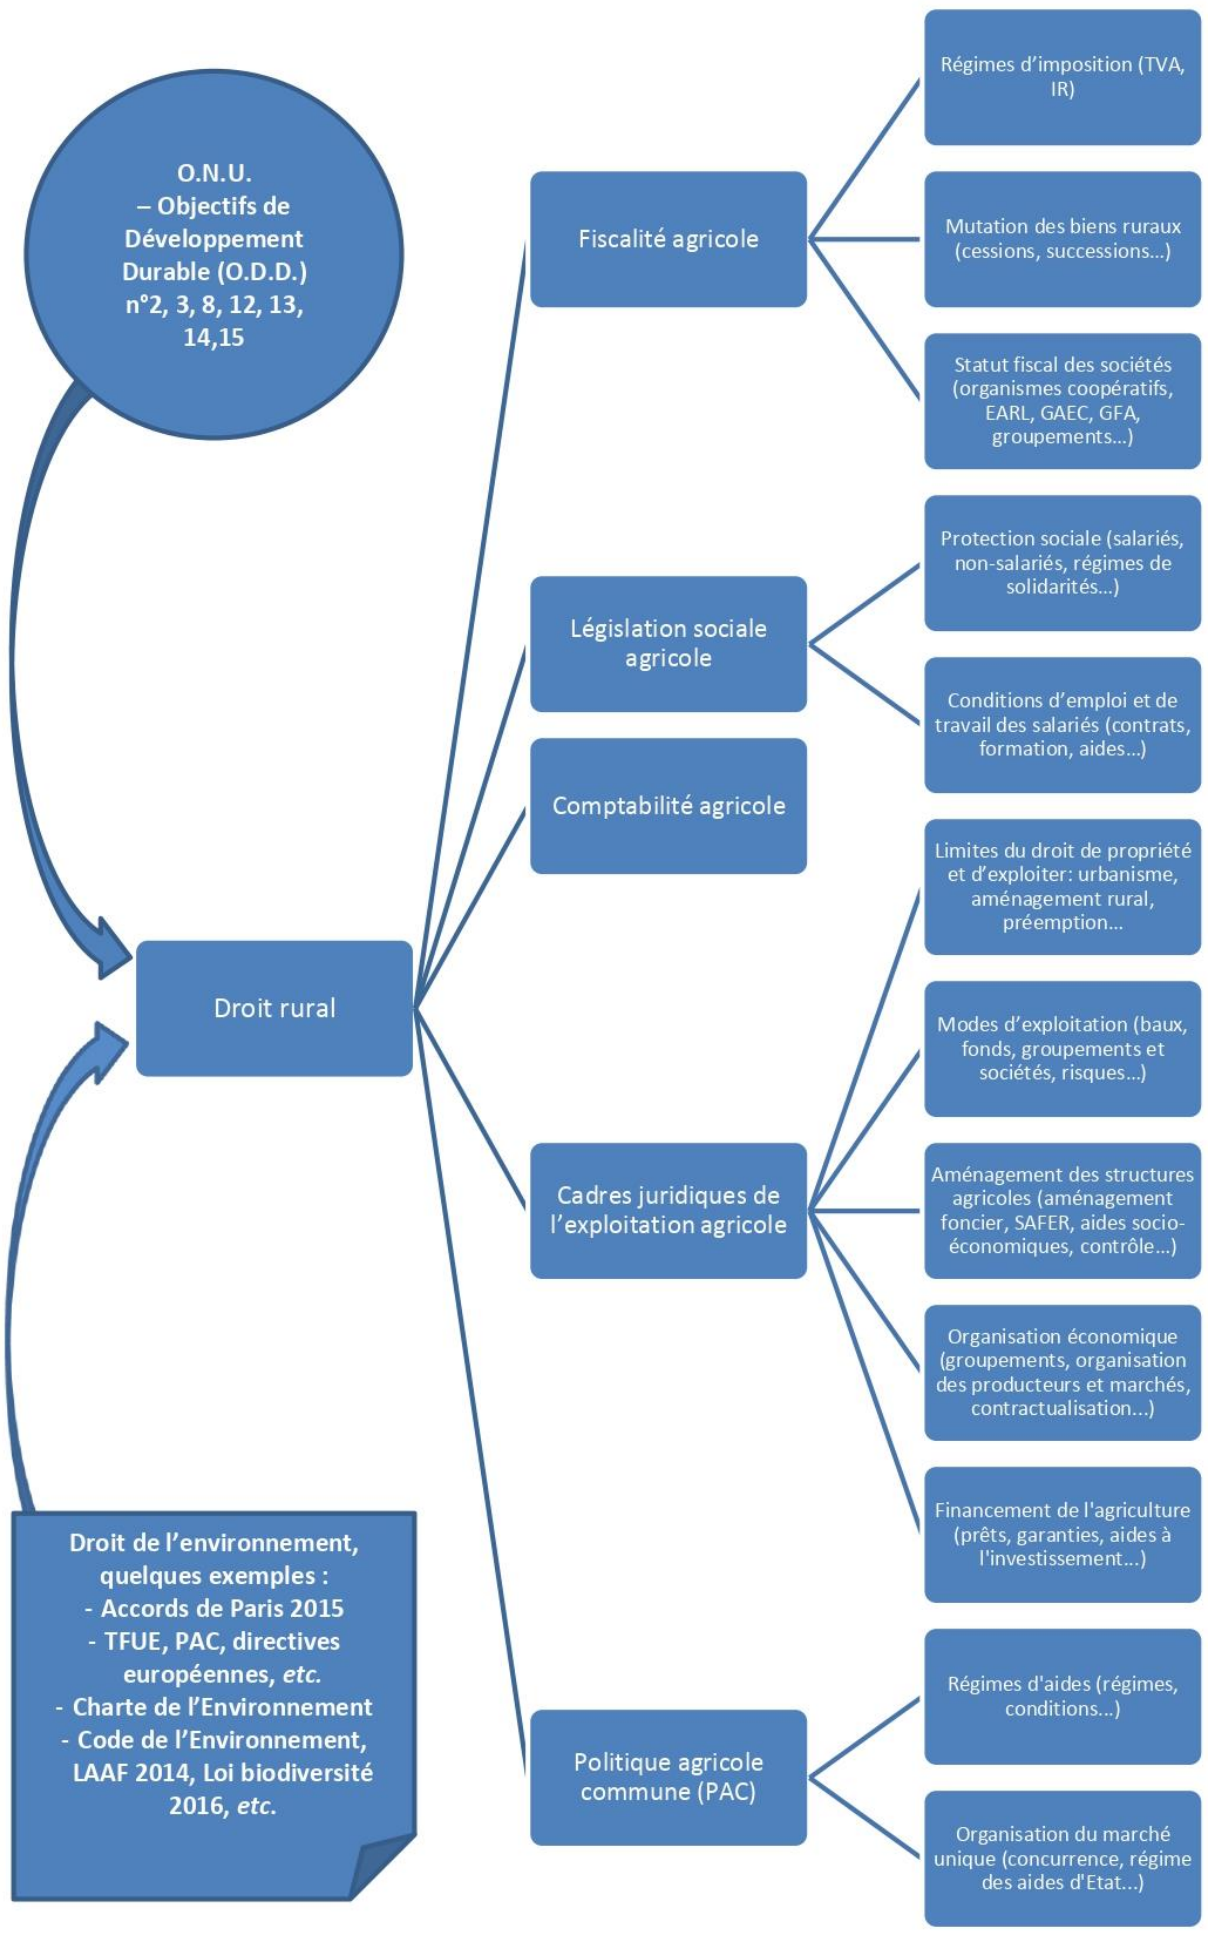 O.N.U.
– Objectifs de
Développement
Durable (O.D.D.)
n°2, 3, 8, 12, 13,
14,15
Droit rural
Droit de l’environnement,
quelques exemples :
- Accords de Paris 2015
- TFUE, PAC, directives
européennes, etc.
- Charte de l’Environnement
- Code de l’Environnement,
LAAF 2014, Loi biodiversité
2016, etc.
Fiscalité agricole
Régimes d’imposition (TVA,
IR)
Mutation des biens ruraux
(cessions, successions…)
Statut fiscal des sociétés
(organismes coopératifs,
EARL, GAEC, GFA,
groupements…)
Législation sociale
agricole
Protection sociale (salariés,
non-salariés, régimes de
solidarités…)
Conditions d’emploi et de
travail des salariés (contrats,
formation, aides…)
Comptabilité agricole
Cadres juridiques de
l’exploitation agricole
Limites du droit de propriété
et d’exploiter: urbanisme,
aménagement rural,
préemption…
Modes d’exploitation (baux,
fonds, groupements et
sociétés, risques…)
Aménagement des structures
agricoles (aménagement
foncier, SAFER, aides socio-
économiques, contrôle…)
Organisation économique
(groupements, organisation
des producteurs et marchés,
contractualisation...)
Financement de l'agriculture
(prêts, garanties, aides à
l'investissement...)
Politique agricole
commune (PAC)
Régimes d'aides (régimes,
conditions...)
Organisation du marché
unique (concurrence, régime
des aides d'Etat...)